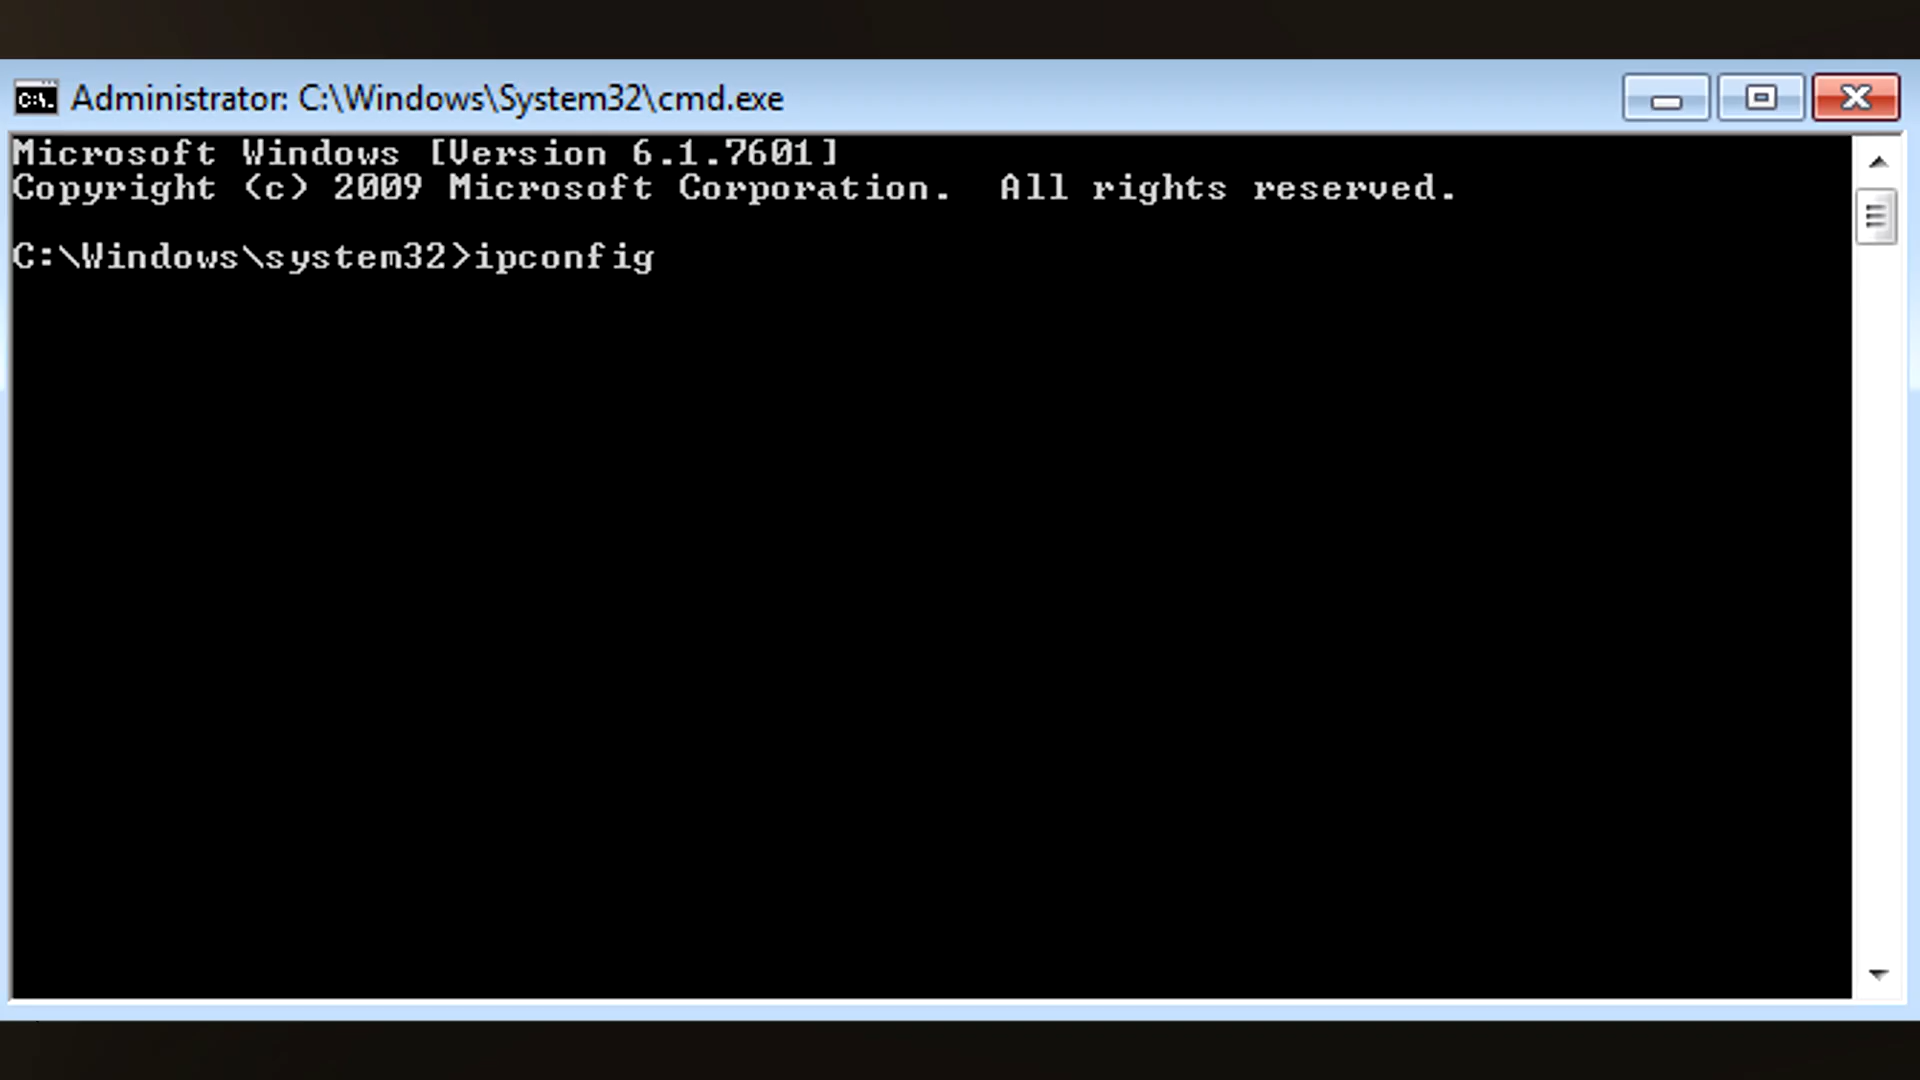 Administrator: C:\Windows\System32\cmd.exe
Microsoft Windows [Version 6.1.7601]
Copyright (c) 2009 Microsoft Corporation.  All rights reserved.
C:\Windows\system32>ipconfig